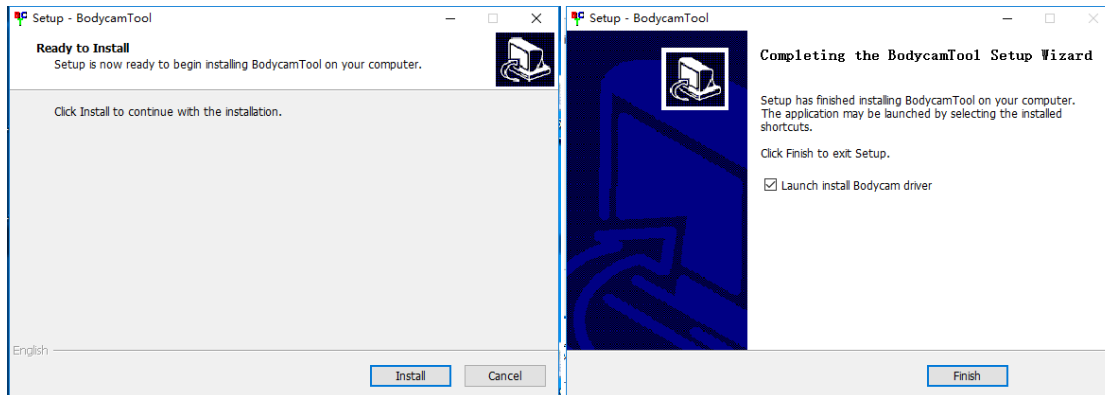 Setup - BodycamTool
Ready to Install
Setup is now ready to begin installing BodycamTool on your computer.
Click Install to continue with the installation.
English
Install
Cancel
Setup - BodycamTool
Completing the BodycamTool Setup Wizard
Setup has finished installing BodycamTool on your computer.
The application may be launched by selecting the installed
shortcuts.
Click Finish to exit Setup.
Launch install Bodycam driver
Finish